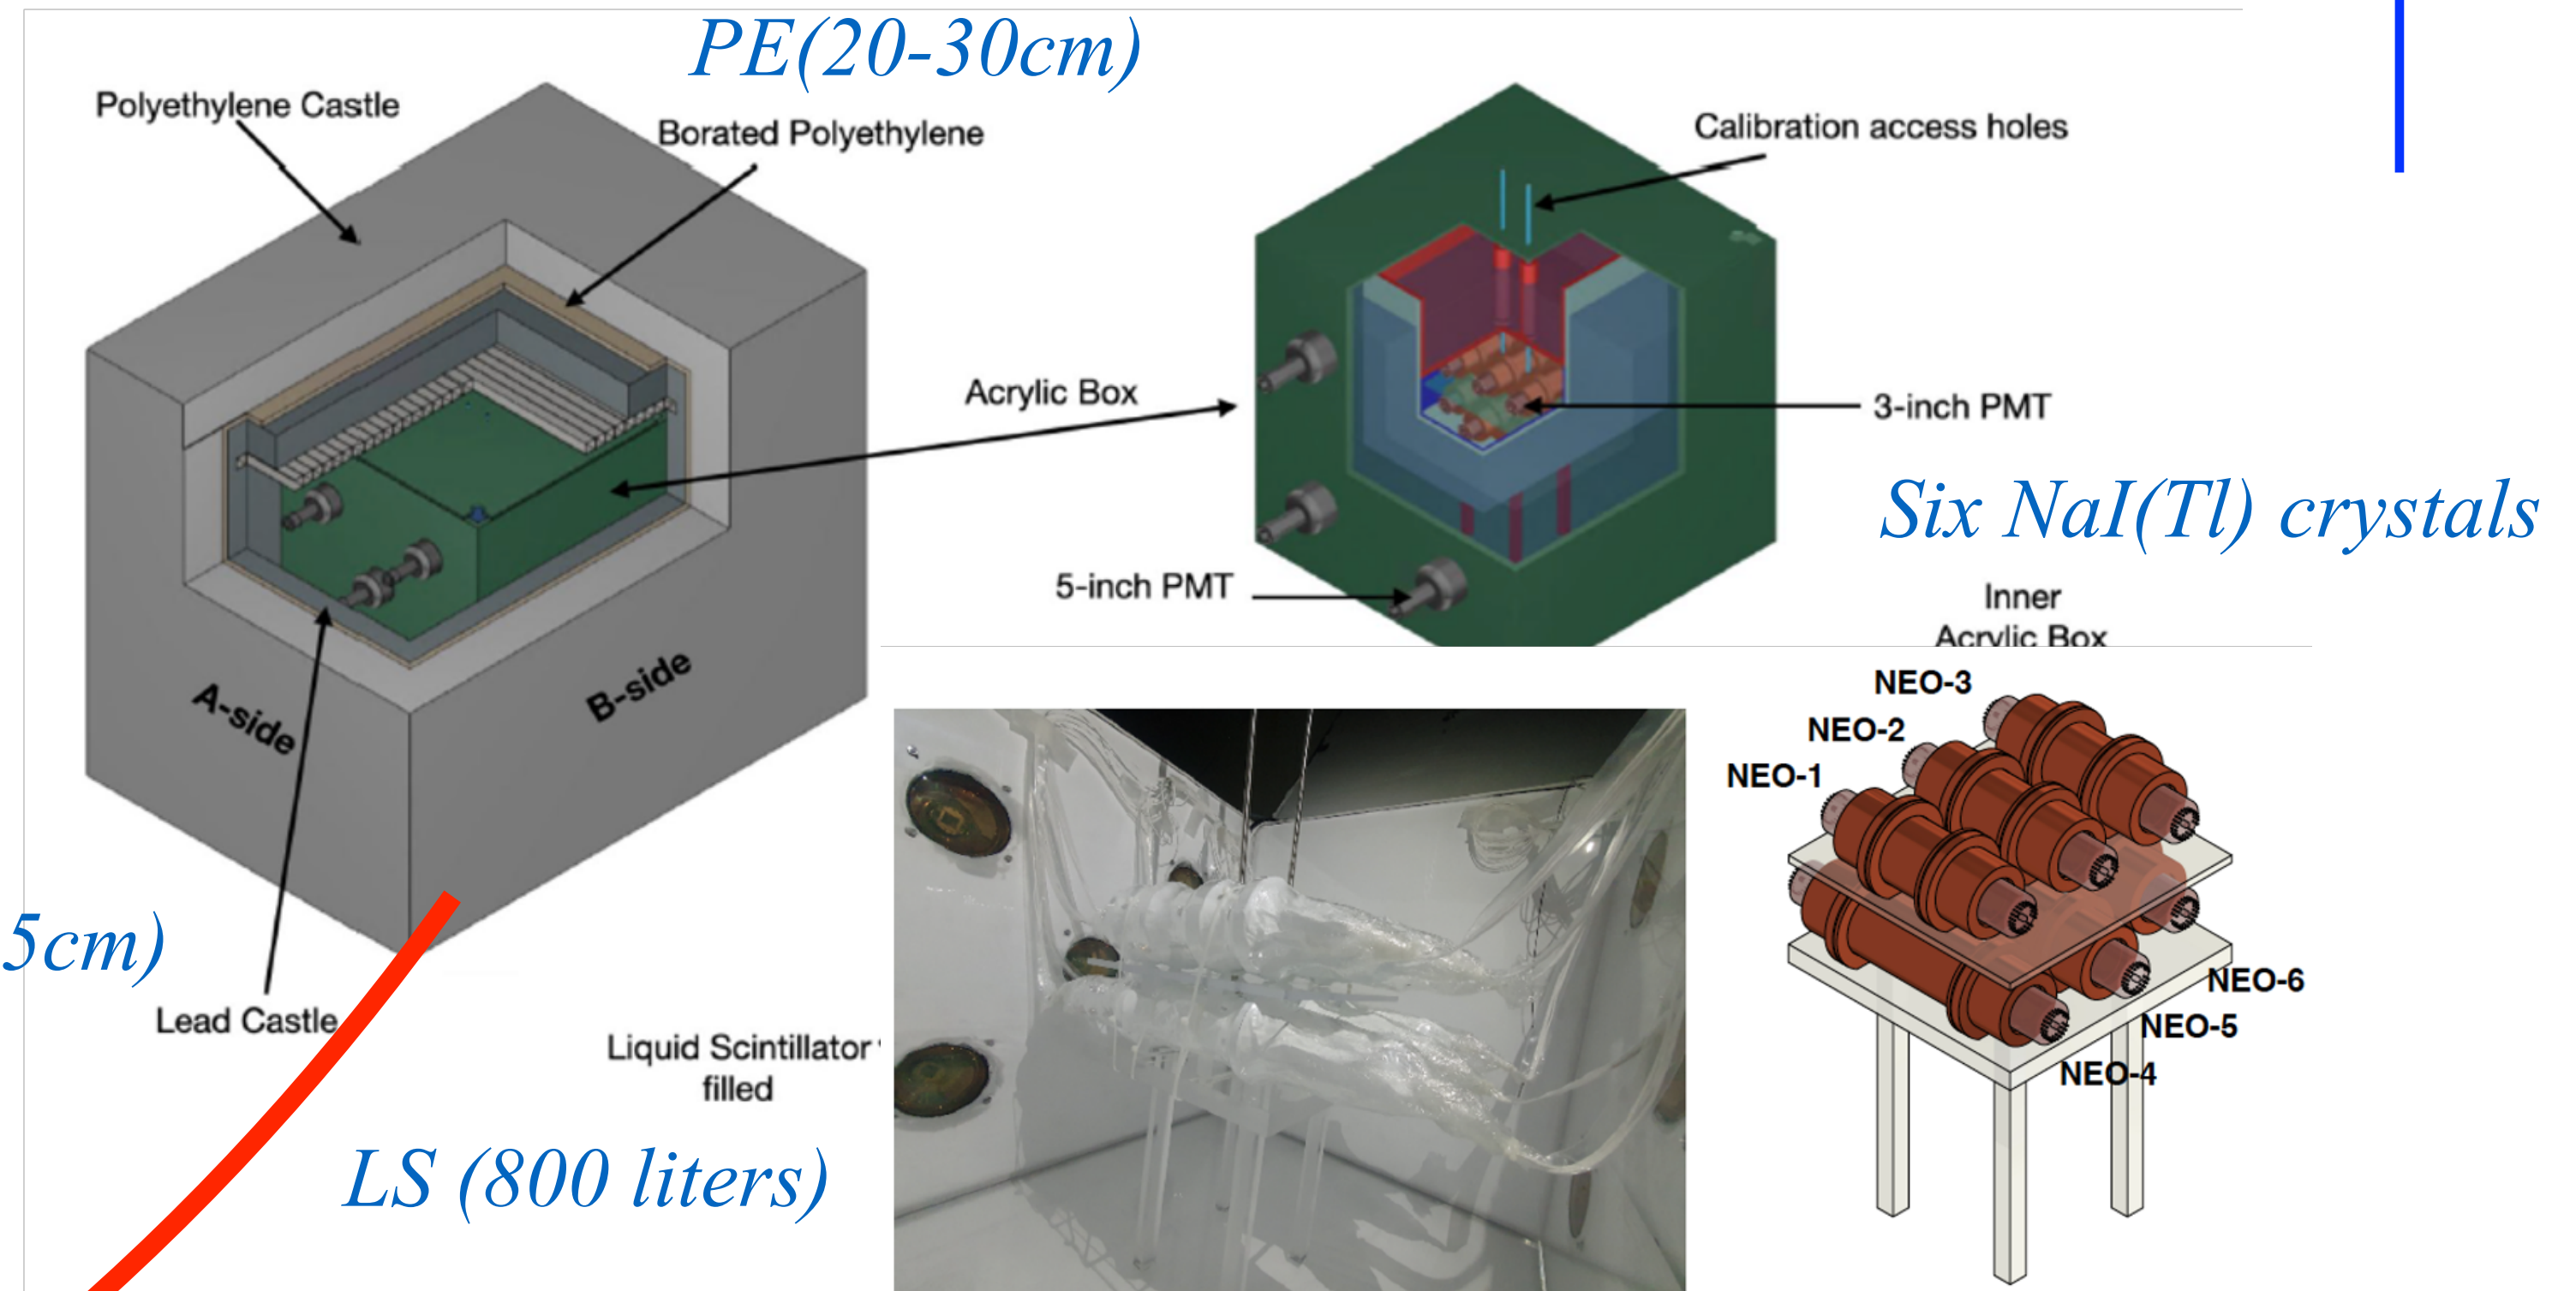 PE(20-30cm)
Polyethylene Castle
Borated Polyethylene
Calibration access holes
Acrylic Box
3-inch PMT
Six NaI(Tl) crystals
5-inch PMT
Inner
Acrylic Box
A-side
B-side
NEO-3
NEO-2
NEO-1
5cm)
Lead Castle
Liquid Scintillator
filled
NEO-6
NEO-5
NEO-4
LS (800 liters)